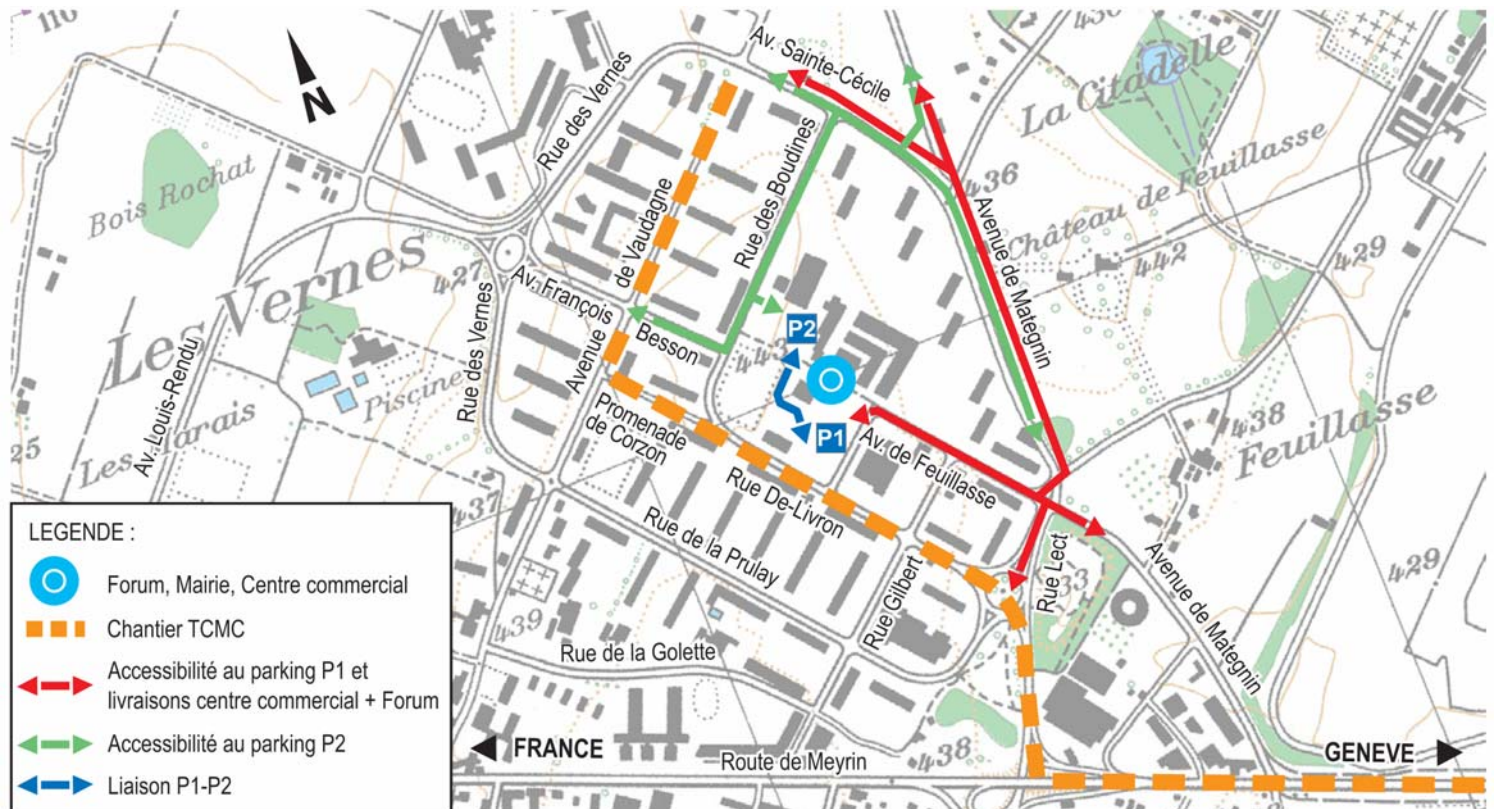 110
N
Av. Sainte-Cécile
430
La Citadelle
Rue des Vernes
Rue des Boudines
436
Avenue de Mategnin
Château de Feuillasse
442
429
Bois Rochat
Les Vernes
427
de Vaudagne
Av. François
Besson
Avenue
Rue des Vernes
P2
443
P1
Av. Louis-Rendu
Piscine
Les Marais
25
Promenade
de Corzon
Av. de Feuillasse
438
Feuillasse
437
Rue De-Livron
Rue de la Prulay
Rue Gilbert
Rue Lect
433
Avenue de Mategnin
429
439
Rue de la Golette
438
FRANCE
Route de Meyrin
GENEVE
LEGENDE :
Forum, Mairie, Centre commercial
Chantier TCMC
Accessibilité au parking P1 et
livraisons centre commercial + Forum
Accessibilité au parking P2
Liaison P1-P2